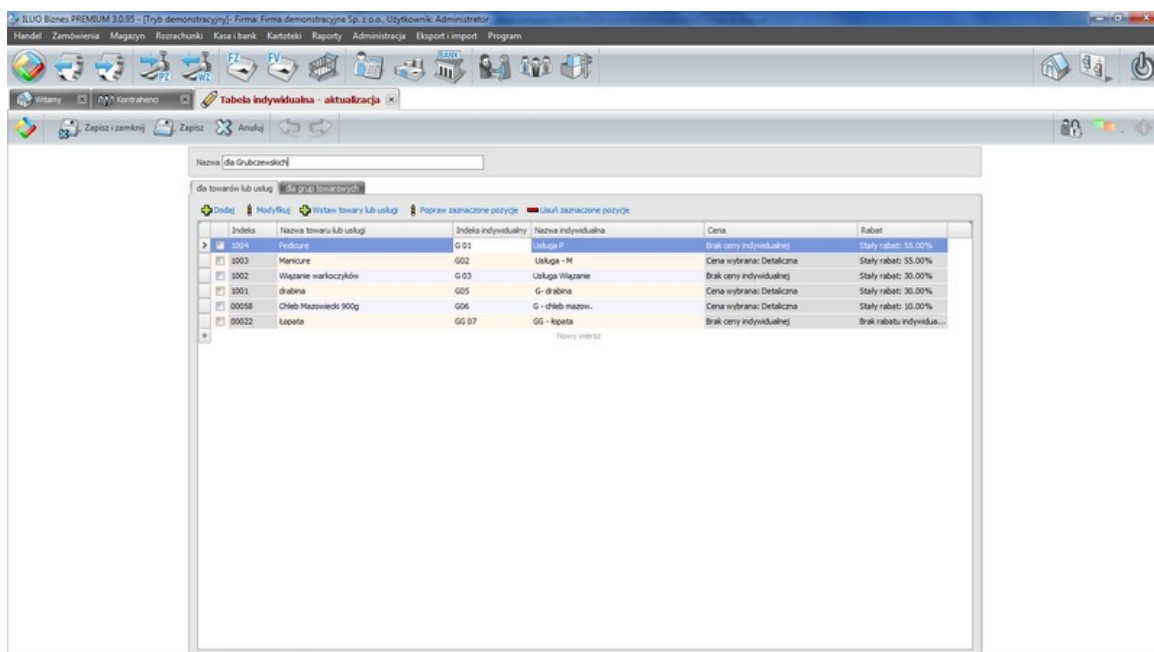 ILUO Biznes PREMIUM 3.0.95 - [Tryb demonstracyjny]- Firma: Firma demonstracyjna Sp. z o.o., Użytkownik: Administrator
Handel Zamówienia Magazyn Rozrachunki Kasa i bank Kartoteki Raporty Administracja Eksport i import Program
PZ WZ FZ FV BANK
Witamy Kontrahenci Tabela indywidualna - aktualizacja
Zapisz i zamknij Zapisz Anuluj
Nazwa dla Grubczewskich
dla towarów lub usług dla grup towarowych
Dodaj Modyfikuj Wstaw towary lub usługi Popraw zaznaczone pozycje Usuń zaznaczone pozycje
Indeks Nazwa towaru lub usługi Indeks indywidualny Nazwa indywidualna Cena Rabat
1004 Pedicure G 01 Usługa P Brak ceny indywidualnej Stały rabat: 55.00%
1003 Manicure G02 Usługa - M Cena wybrana: Detaliczna Stały rabat: 55.00%
1002 Wiązanie warkoczyków G 03 Usługa Wiązanie Brak ceny indywidualnej Stały rabat: 30.00%
1001 drabina G05 G- drabina Cena wybrana: Detaliczna Stały rabat: 30.00%
00058 Chleb Mazowiecki 900g G06 G - chleb mazow. Cena wybrana: Detaliczna Stały rabat: 10.00%
00022 Łopata GG 07 GG - łopata Brak ceny indywidualnej Brak rabatu indywidua...
Nowy wiersz